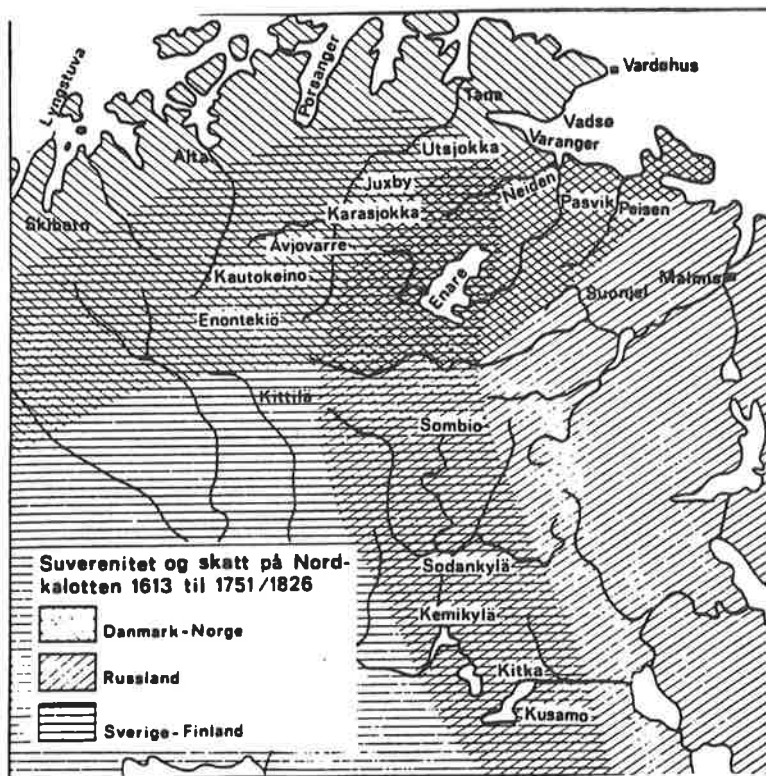 Lyngstuva
Porsanger
Vardøhus
Tana
Vadsø
Alta
Utsjokka
Varanger
Juxby
Neiden
Pasvik
Peisen
Karasjokka
Skibotn
Avjovarre
Kautokeino
Enare
Malmis
Suonjel
Enontekiö
Kittilä
Sombio
Suverenitet og skatt på Nord-
kalotten 1613 til 1751/1826
Sodankylä
Danmark-Norge
Kemikylä
Russland
Kitka
Kusamo
Sverige-Finland